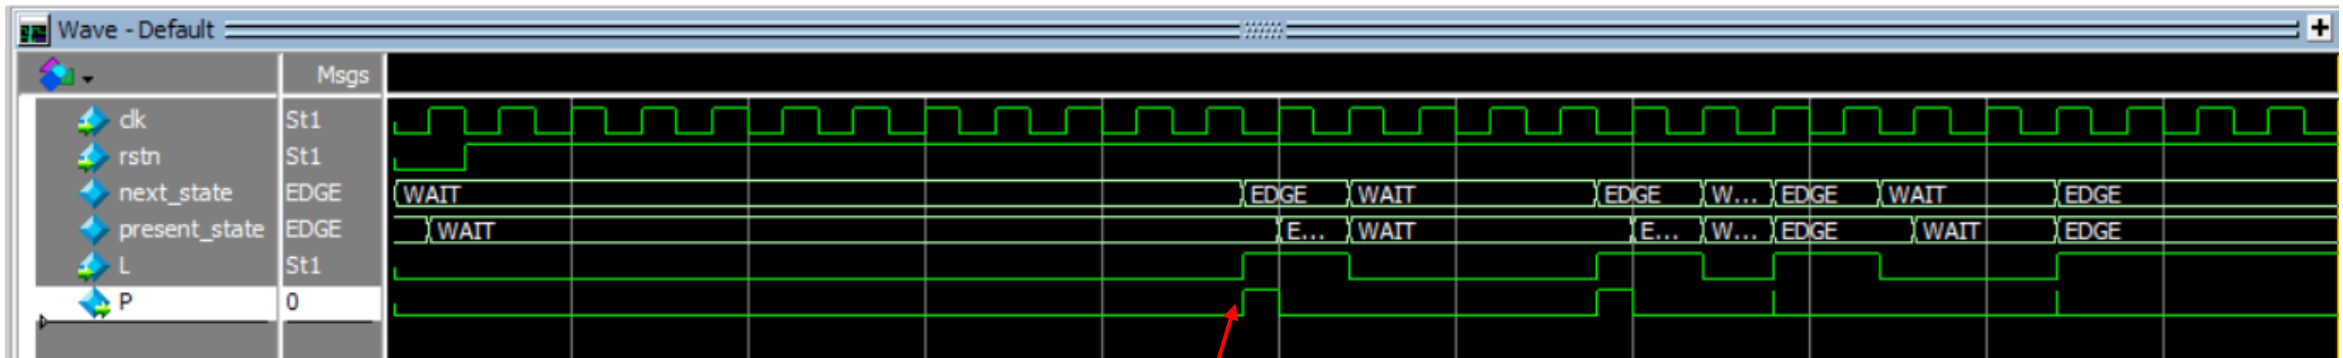 Wave - Default
Msgs
clk St1
rstn St1
next_state EDGE WAIT EDGE WAIT EDGE W... EDGE WAIT EDGE
present_state EDGE WAIT E... WAIT E... W... EDGE WAIT EDGE
L St1
P 0